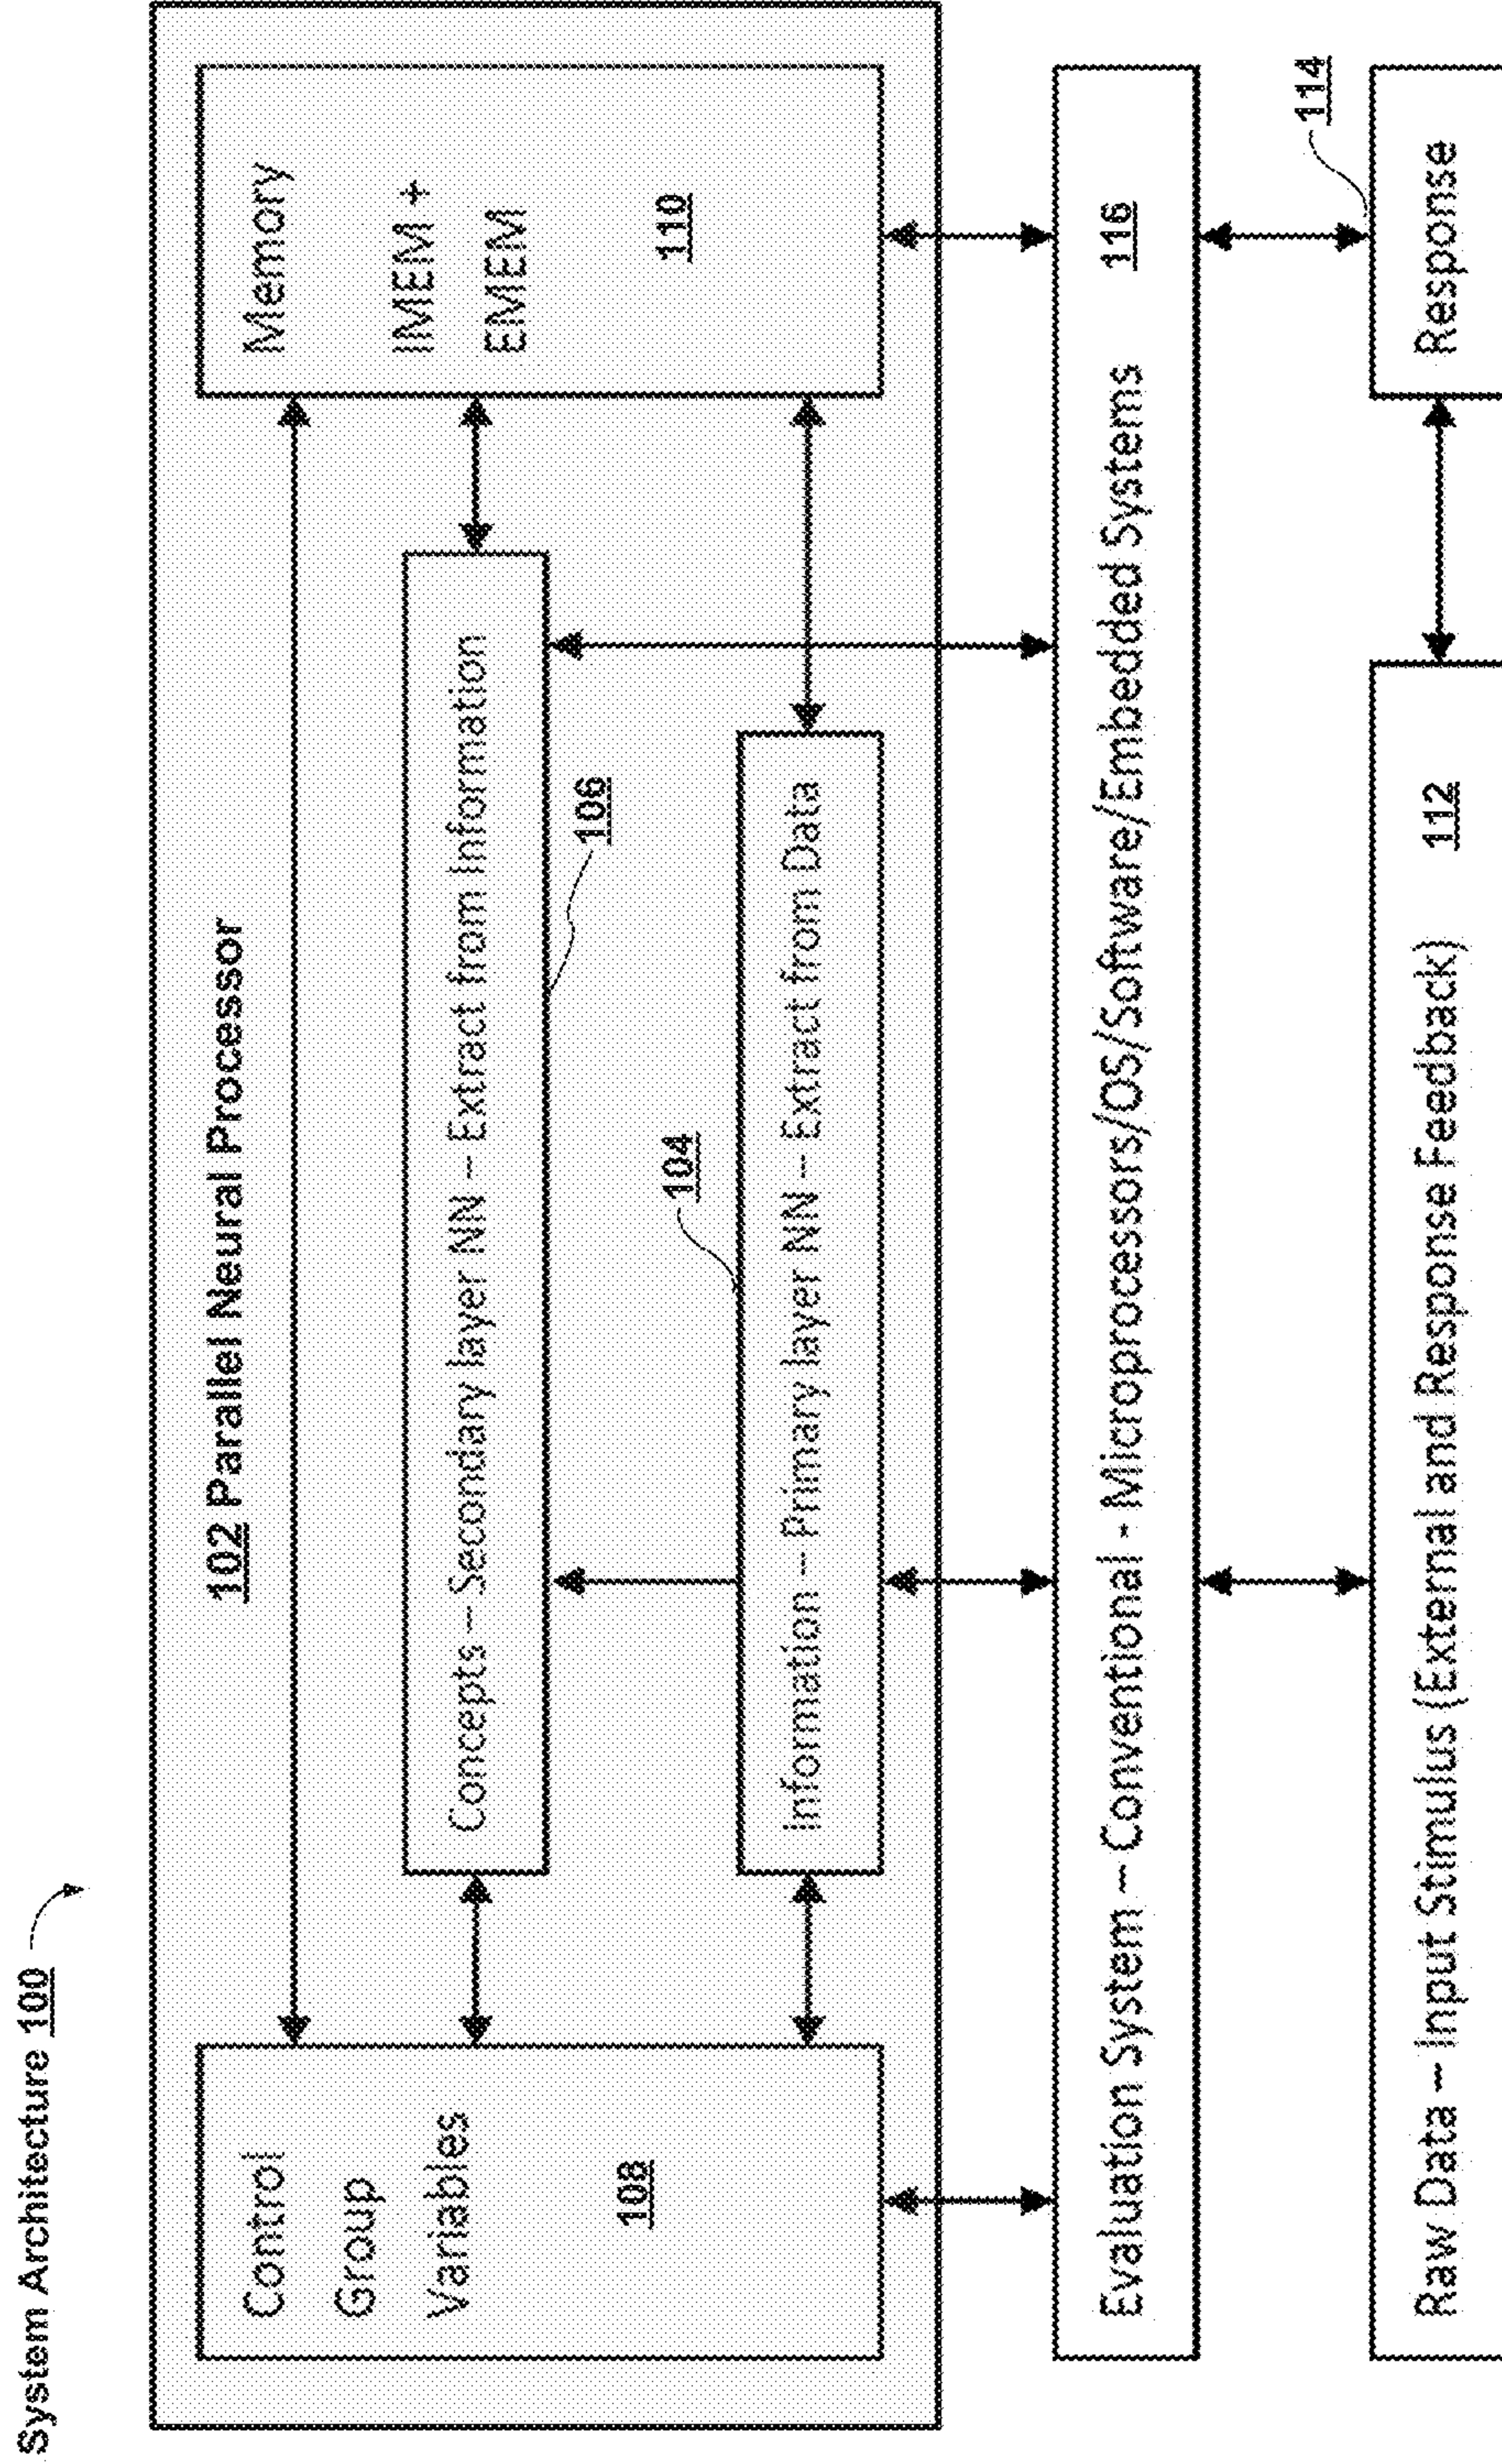 System Architecture 100
102 Parallel Neural Processor
Control
Group
Variables
108
Concepts – Secondary layer NN – Extract from Information
106
104
Information – Primary layer NN – Extract from Data
Memory
IMEM +
EMEM
110
Evaluation System – Conventional - Microprocessors/OS/Software/Embedded Systems 116
114
Raw Data – Input Stimulus (External and Response Feedback) 112
Response